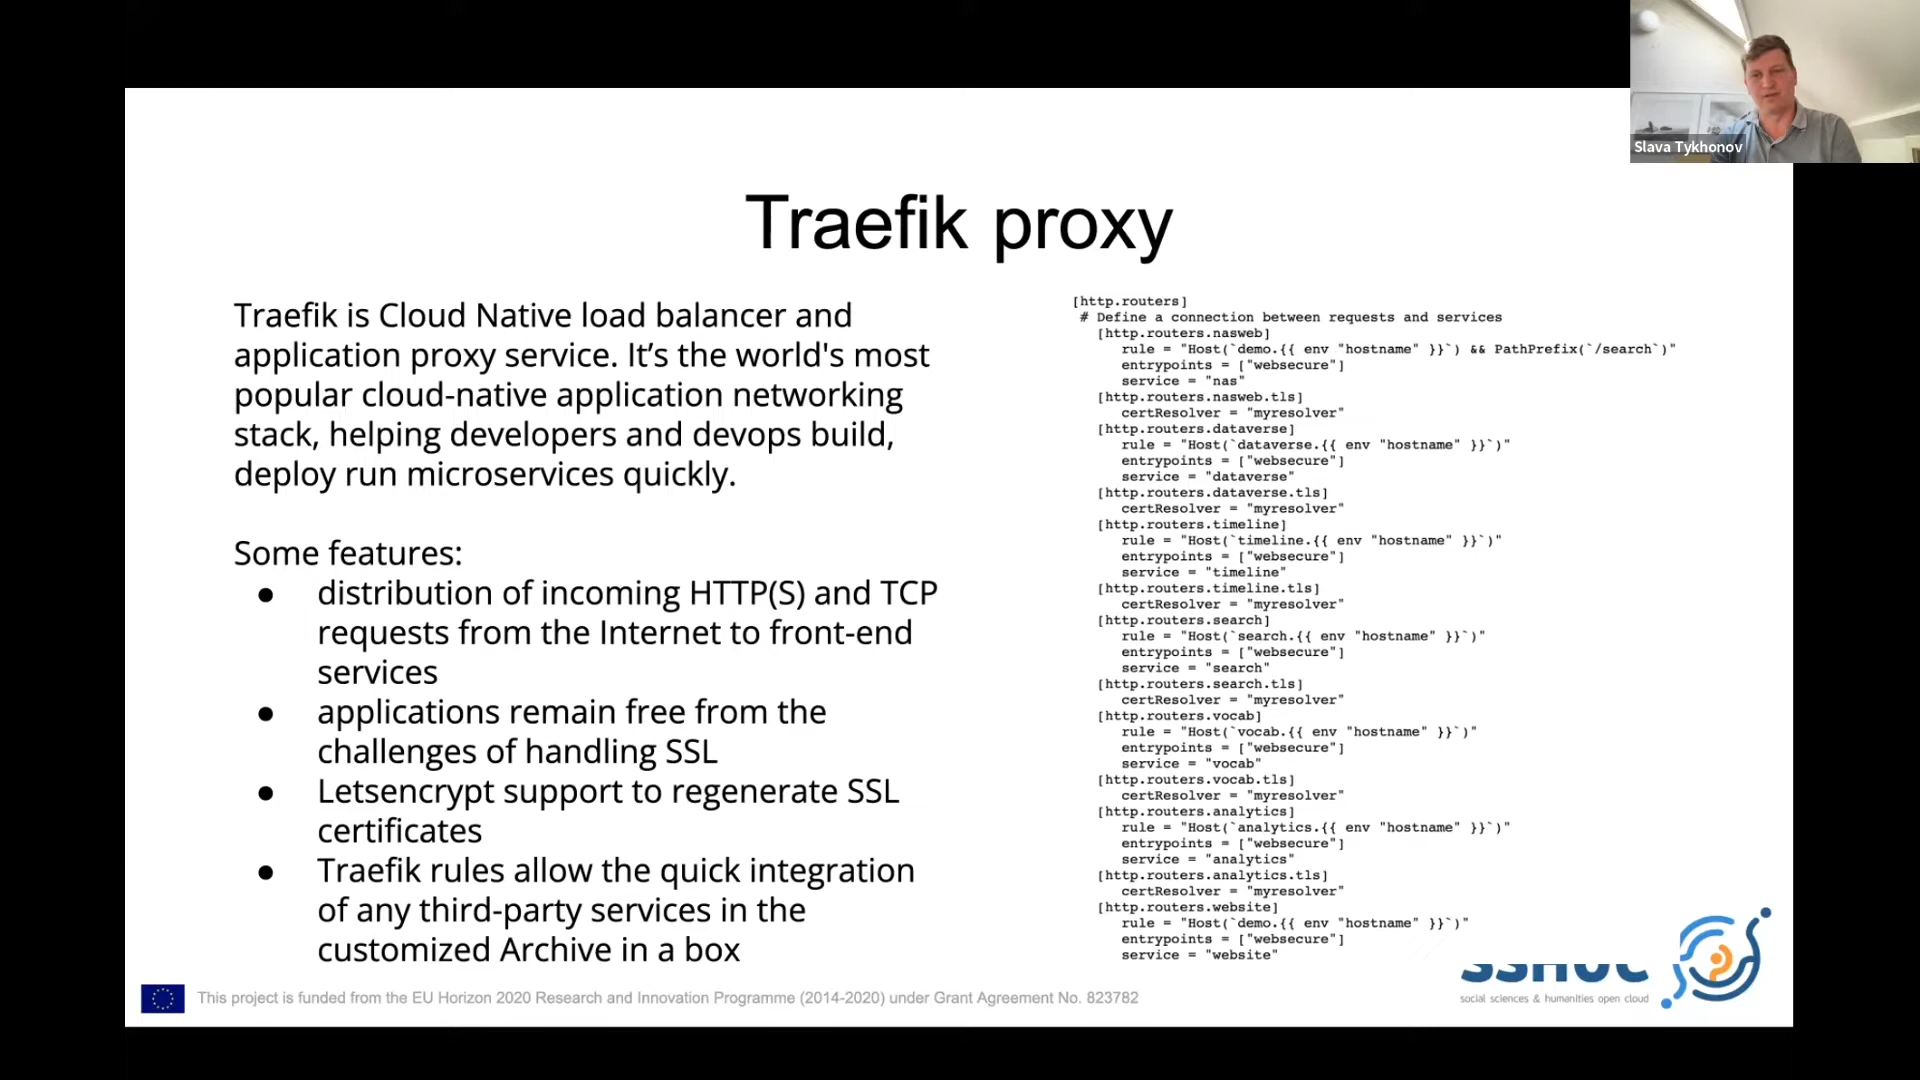 Slava Tykhonov
Traefik proxy
Traefik is Cloud Native load balancer and
application proxy service. It’s the world's most
popular cloud-native application networking
stack, helping developers and devops build,
deploy run microservices quickly.
Some features:
● distribution of incoming HTTP(S) and TCP
requests from the Internet to front-end
services
● applications remain free from the
challenges of handling SSL
● Letsencrypt support to regenerate SSL
certificates
● Traefik rules allow the quick integration
of any third-party services in the
customized Archive in a box
[http.routers]
# Define a connection between requests and services
[http.routers.nasweb]
rule = "Host(`demo.{{ env "hostname" }}`) && PathPrefix(`/search`)"
entrypoints = ["websecure"]
service = "nas"
[http.routers.nasweb.tls]
certResolver = "myresolver"
[http.routers.dataverse]
rule = "Host(`dataverse.{{ env "hostname" }}`)"
entrypoints = ["websecure"]
service = "dataverse"
[http.routers.dataverse.tls]
certResolver = "myresolver"
[http.routers.timeline]
rule = "Host(`timeline.{{ env "hostname" }}`)"
entrypoints = ["websecure"]
service = "timeline"
[http.routers.timeline.tls]
certResolver = "myresolver"
[http.routers.search]
rule = "Host(`search.{{ env "hostname" }}`)"
entrypoints = ["websecure"]
service = "search"
[http.routers.search.tls]
certResolver = "myresolver"
[http.routers.vocab]
rule = "Host(`vocab.{{ env "hostname" }}`)"
entrypoints = ["websecure"]
service = "vocab"
[http.routers.vocab.tls]
certResolver = "myresolver"
[http.routers.analytics]
rule = "Host(`analytics.{{ env "hostname" }}`)"
entrypoints = ["websecure"]
service = "analytics"
[http.routers.analytics.tls]
certResolver = "myresolver"
[http.routers.website]
rule = "Host(`demo.{{ env "hostname" }}`)"
entrypoints = ["websecure"]
service = "website"
SSHOC
social sciences & humanities open cloud
This project is funded from the EU Horizon 2020 Research and Innovation Programme (2014-2020) under Grant Agreement No. 823782